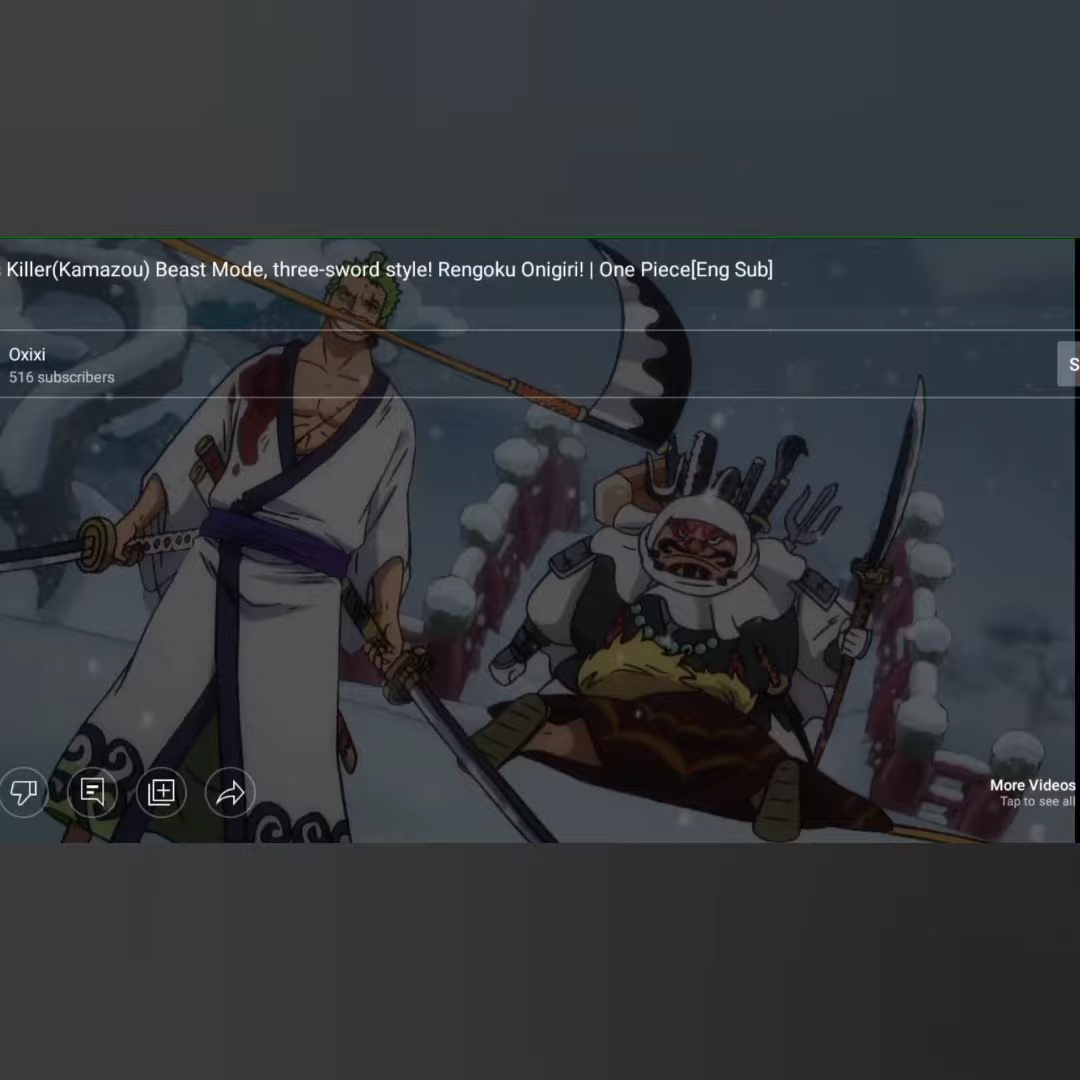 Killer(Kamazou) Beast Mode, three-sword style! Rengoku Onigiri! | One Piece[Eng Sub]
Oxixi
516 subscribers
S
More Videos
Tap to see all